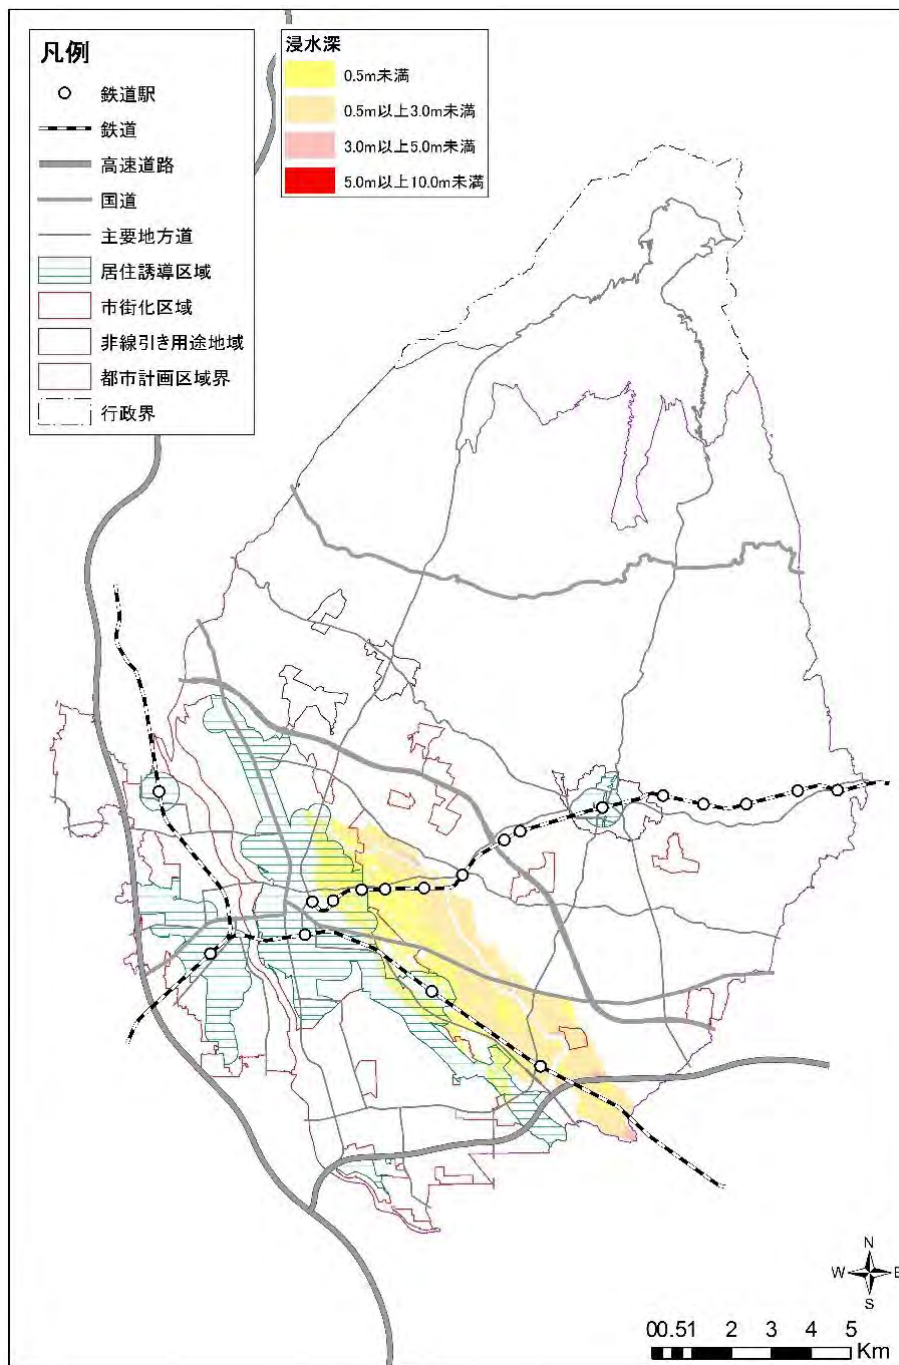 凡例
鉄道駅
鉄道
高速道路
国道
主要地方道
居住誘導区域
市街化区域
非線引き用途地域
都市計画区域界
行政界
浸水深
0.5m未満
0.5m以上3.0m未満
3.0m以上5.0m未満
5.0m以上10.0m未満
N
W E
S
00.51 2 3 4 5
Km